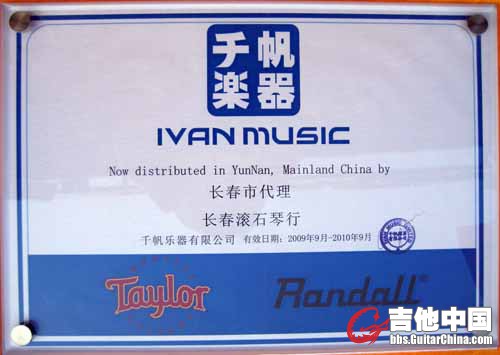 千帆
楽器
IVAN MUSIC
Now distributed in YunNan, Mainland China by
长春市代理
长春滚石琴行
千帆乐器有限公司 有效日期:2009年9月-2010年9月
Taylor
Randall®
吉他中国
bbs.GuitarChina.com